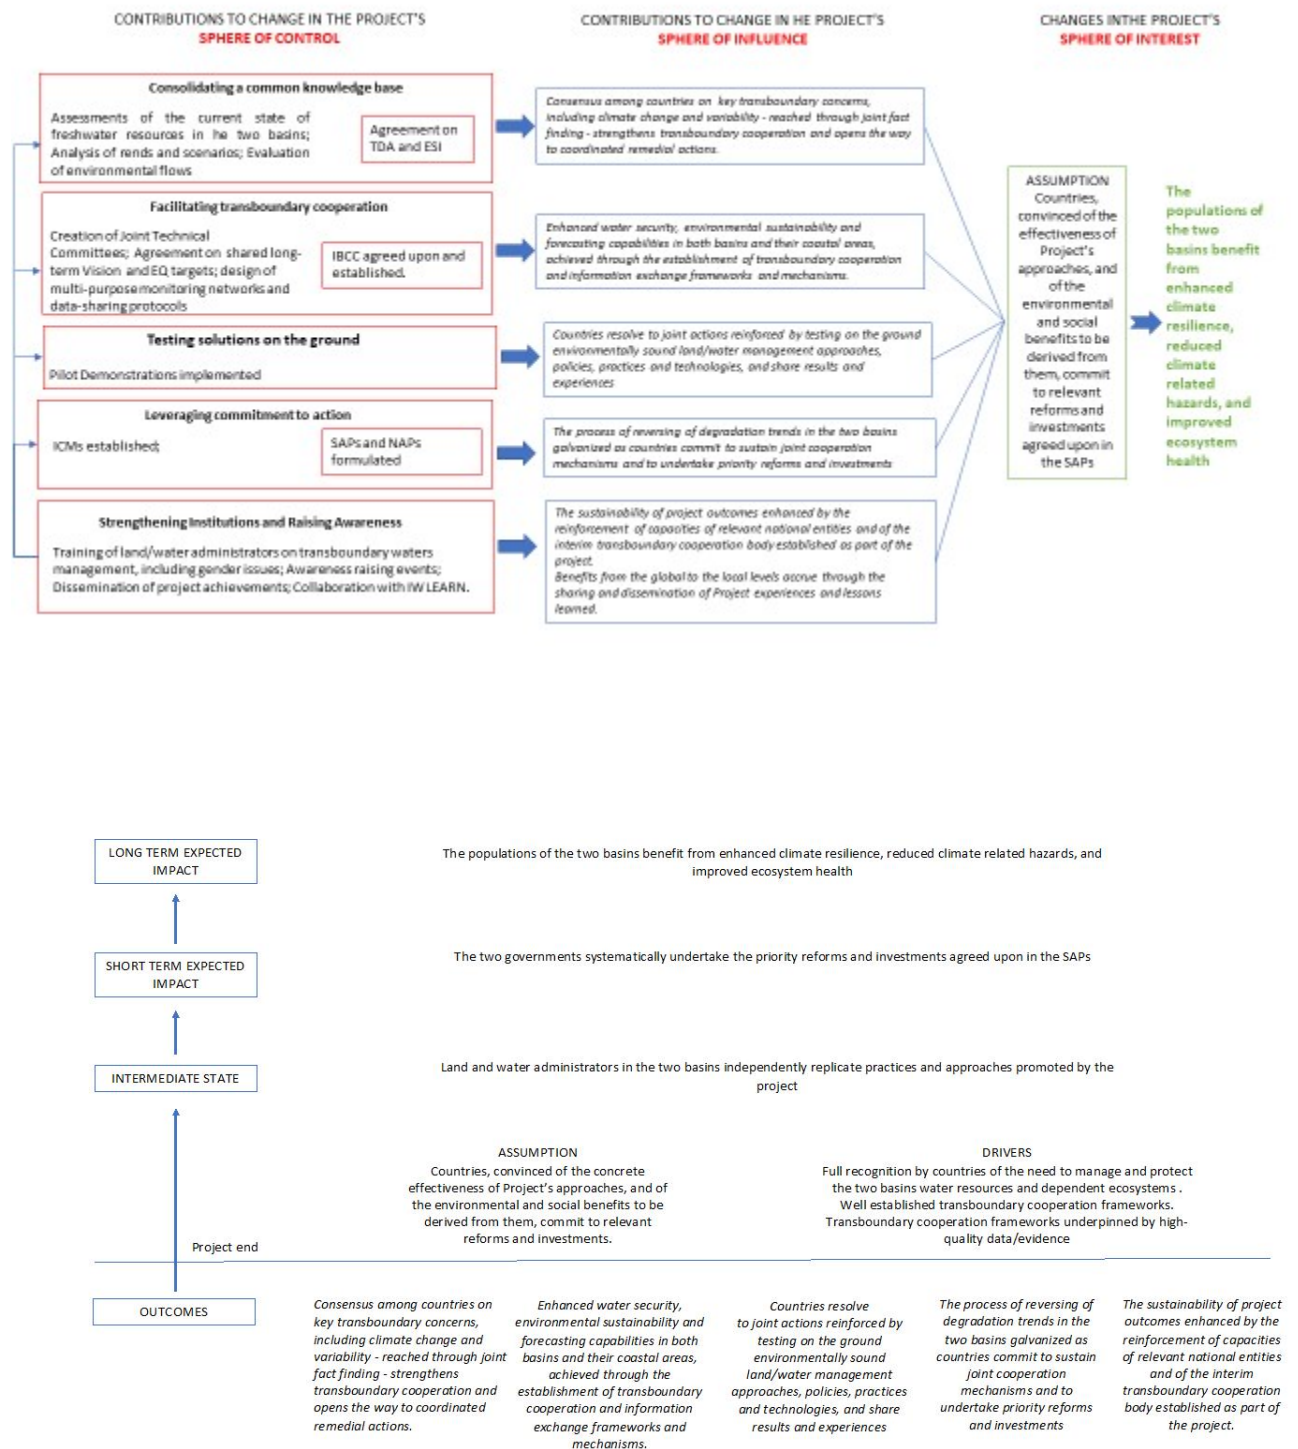 CONTRIBUTIONS TO CHANGE IN THE PROJECT'S
SPHERE OF CONTROL
CONTRIBUTIONS TO CHANGE IN HE PROJECT'S
SPHERE OF INFLUENCE
CHANGES INTHE PROJECT'S
SPHERE OF INTEREST
Consolidating a common knowledge base
Assessments of the current state of
freshwater resources in he two basins;
Analysis of rends and scenarios; Evaluation
of environmental flows
Agreement on
TDA and ESI
Consensus among countries on key transboundary concerns,
including climate change and variability - reached through joint fact
finding - strengthens transboundary cooperation and opens the way
to coordinated remedial actions.
Facilitating transboundary cooperation
Creation of Joint Technical
Committees; Agreement on shared long-
term Vision and EQ targets; design of
multi-purpose monitoring networks and
data-sharing protocols
IBCC agreed upon and
established.
Enhanced water security, environmental sustainability and
forecasting capabilities in both basins and their coastal areas,
achieved through the establishment of transboundary cooperation
and information exchange frameworks and mechanisms.
Testing solutions on the ground
Pilot Demonstrations implemented
Countries resolve to joint actions reinforced by testing on the ground
environmentally sound land/water management approaches,
policies, practices and technologies, and share results and
experiences
Leveraging commitment to action
ICMs established;
SAPs and NAPs
formulated
The process of reversing of degradation trends in the two basins
galvanized as countries commit to sustain joint cooperation
mechanisms and to undertake priority reforms and investments
Strengthening Institutions and Raising Awareness
Training of land/water administrators on transboundary waters
management, including gender issues; Awareness raising events;
Dissemination of project achievements; Collaboration with IW LEARN.
The sustainability of project outcomes enhanced by the
reinforcement of capacities of relevant national entities and of the
interim transboundary cooperation body established as part of the
project.
Benefits from the global to the local levels accrue through the
sharing and dissemination of Project experiences and lessons
learned.
ASSUMPTION
Countries,
convinced of the
effectiveness of
Project's
approaches, and
of the
environmental
and social
benefits to be
derived from
them, commit
to relevant
reforms and
investments
agreed upon in
the SAPs
The
populations of
the two
basins benefit
from
enhanced
climate
resilience,
reduced
climate
related
hazards, and
improved
ecosystem
health
LONG TERM EXPECTED
IMPACT
The populations of the two basins benefit from enhanced climate resilience, reduced climate related hazards, and
improved ecosystem health
SHORT TERM EXPECTED
IMPACT
The two governments systematically undertake the priority reforms and investments agreed upon in the SAPs
INTERMEDIATE STATE
Land and water administrators in the two basins independently replicate practices and approaches promoted by the
project
ASSUMPTION
Countries, convinced of the concrete
effectiveness of Project's approaches, and of
the environmental and social benefits to be
derived from them, commit to relevant
reforms and investments.
DRIVERS
Full recognition by countries of the need to manage and protect
the two basins water resources and dependent ecosystems .
Well established transboundary cooperation frameworks.
Transboundary cooperation frameworks underpinned by high-
quality data/evidence
Project end
OUTCOMES
Consensus among countries on
key transboundary concerns,
including climate change and
variability - reached through joint
fact finding - strengthens
transboundary cooperation and
opens the way to coordinated
remedial actions.
Enhanced water security,
environmental sustainability and
forecasting capabilities in both
basins and their coastal areas,
achieved through the
establishment of transboundary
cooperation and information
exchange frameworks and
mechanisms.
Countries resolve
to joint actions reinforced by
testing on the ground
environmentally sound
land/water management
approaches, policies, practices
and technologies, and share
results and experiences
The process of reversing of
degradation trends in the
two basins galvanized as
countries commit to sustain
joint cooperation
mechanisms and to
undertake priority reforms
and investments
The sustainability of project
outcomes enhanced by the
reinforcement of capacities
of relevant national entities
and of the interim
transboundary cooperation
body established as part of
the project.